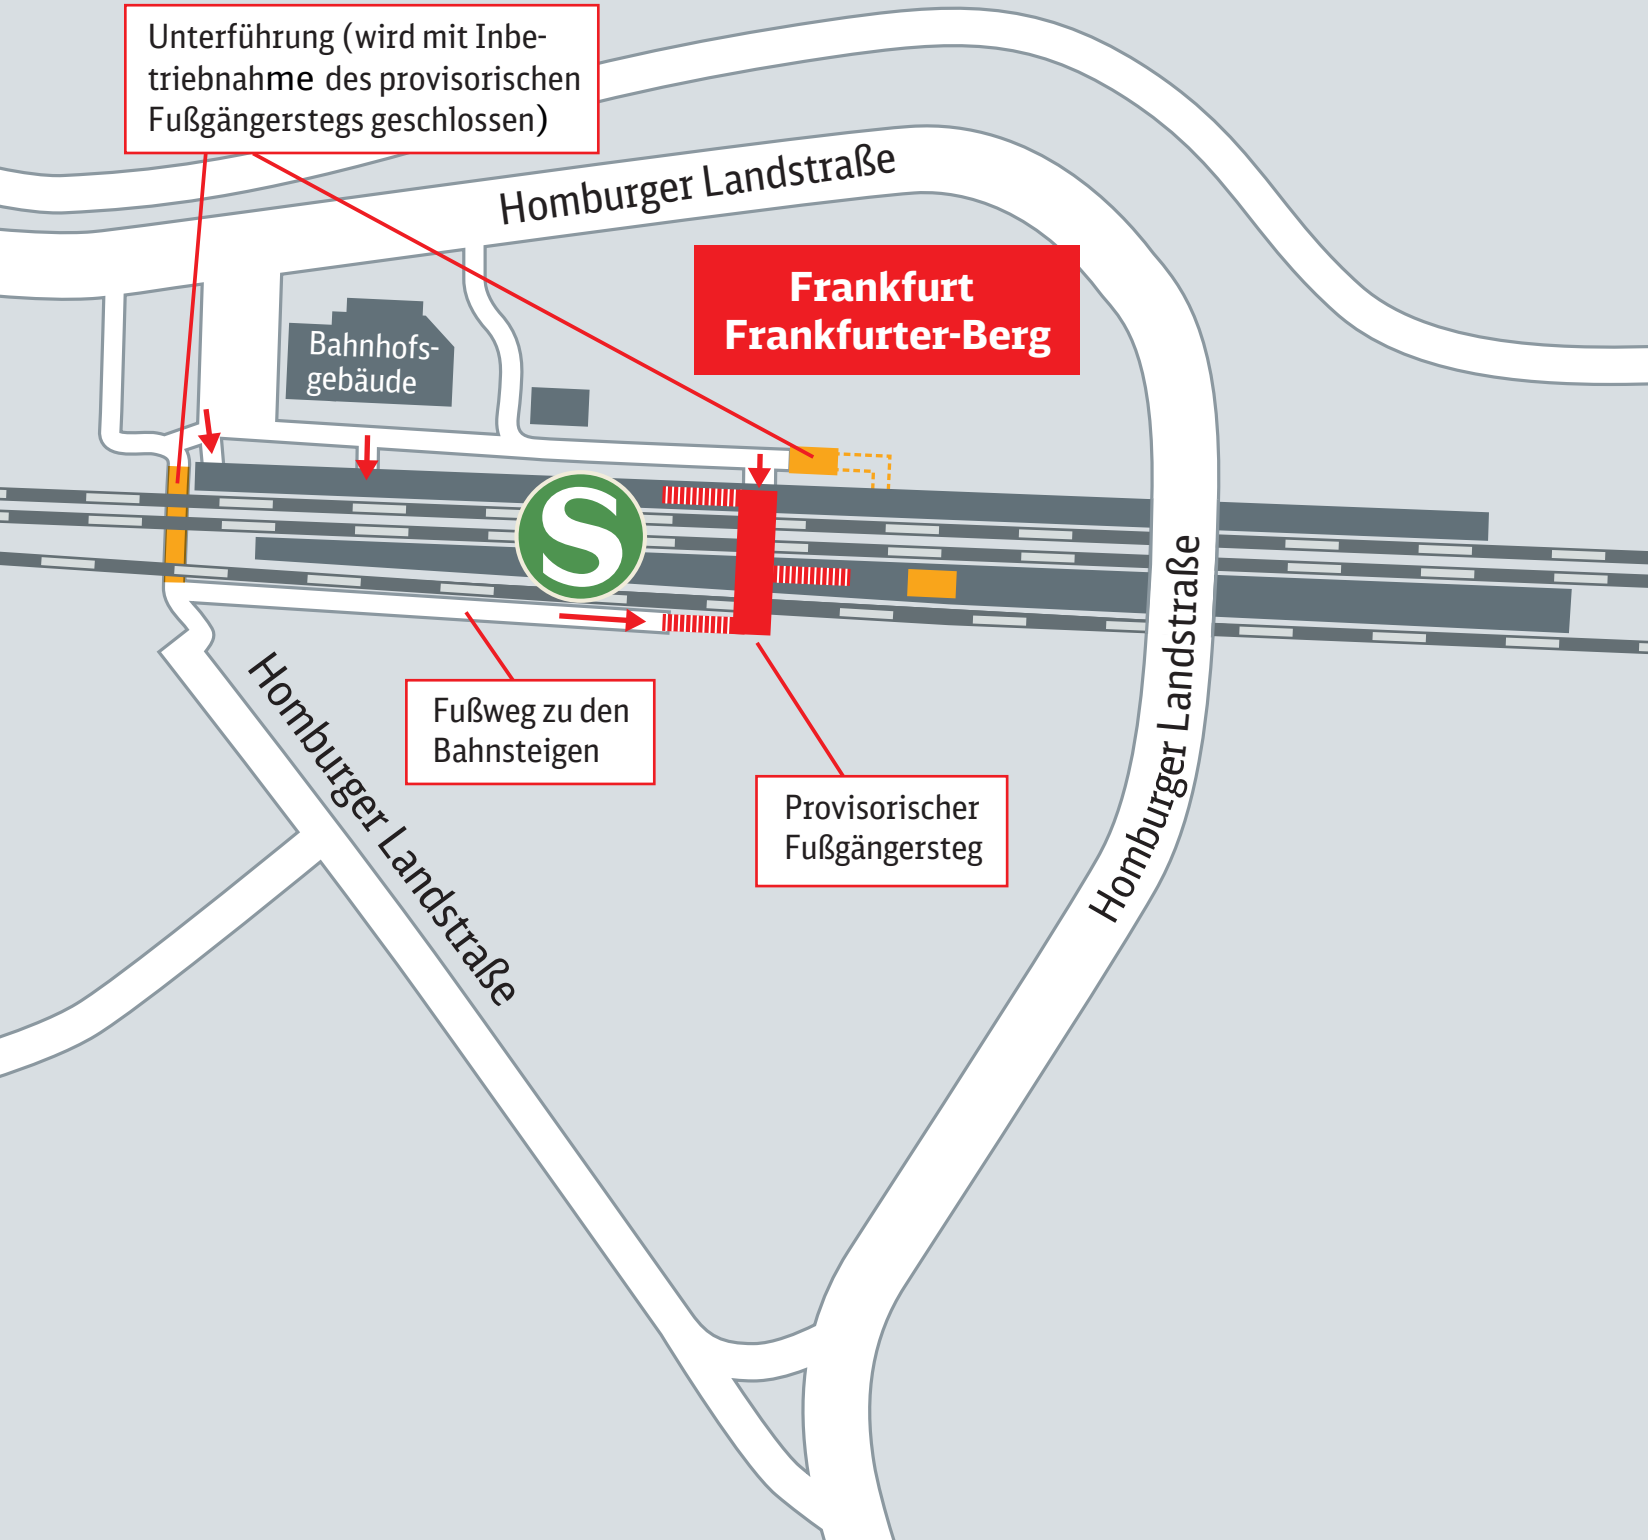 Unterführung (wird mit Inbe-
triebnahme des provisorischen
Fußgängerstegs geschlossen)
Homburger Landstraße
Frankfurt
Frankfurter-Berg
Bahnhofs-
gebäude
S
Homburger Landstraße
Homburger Landstraße
Fußweg zu den
Bahnsteigen
Provisorischer
Fußgängersteg